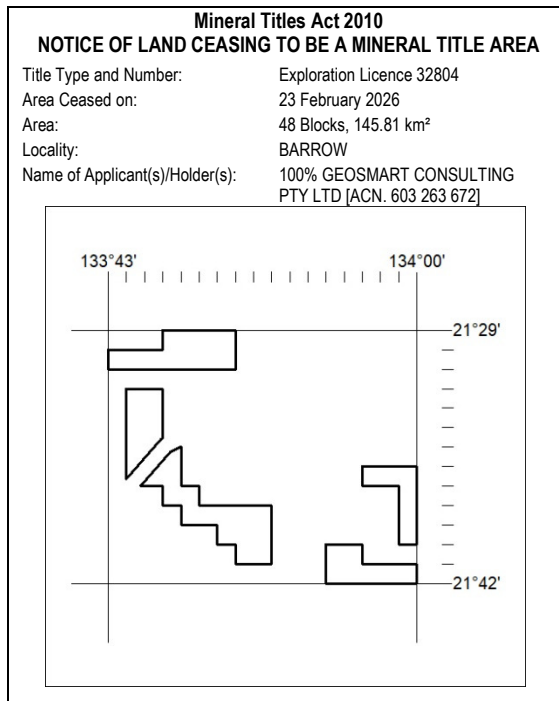 Mineral Titles Act 2010
NOTICE OF LAND CEASING TO BE A MINERAL TITLE AREA
Title Type and Number: Exploration Licence 32804
Area Ceased on: 23 February 2026
Area: 48 Blocks, 145.81 km²
Locality: BARROW
Name of Applicant(s)/Holder(s): 100% GEOSMART CONSULTING
PTY LTD [ACN. 603 263 672]
133°43' 134°00'
21°29'
21°42'